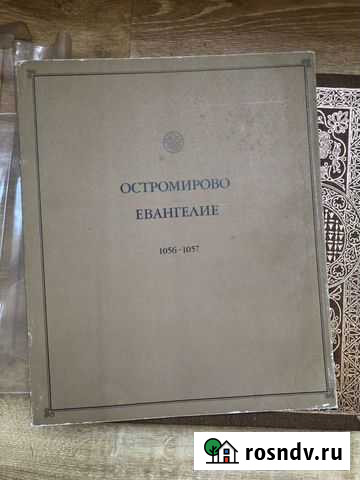 ОСТРОМИРОВО
ЕВАНГЕЛИЕ
1056-1057
rosndv.ru